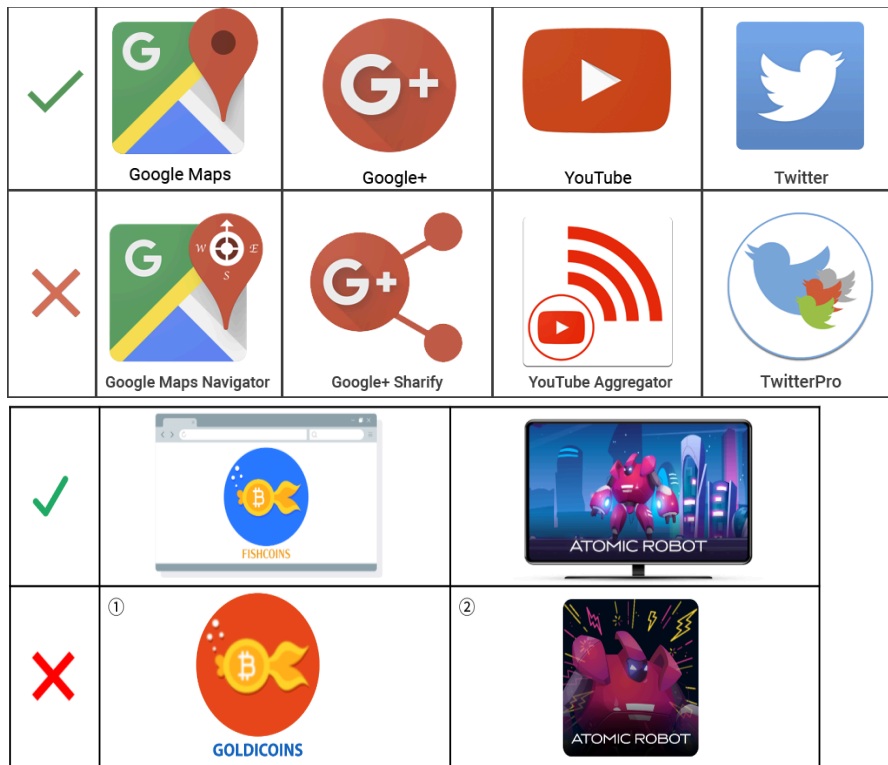 G
G+
Google Maps
Google+
YouTube
Twitter
G
W
E
S
G+
Google Maps Navigator
Google+ Sharify
YouTube Aggregator
TwitterPro
B
FISHCOINS
ATOMIC ROBOT
①
②
B
GOLDICOINS
ATOMIC ROBOT